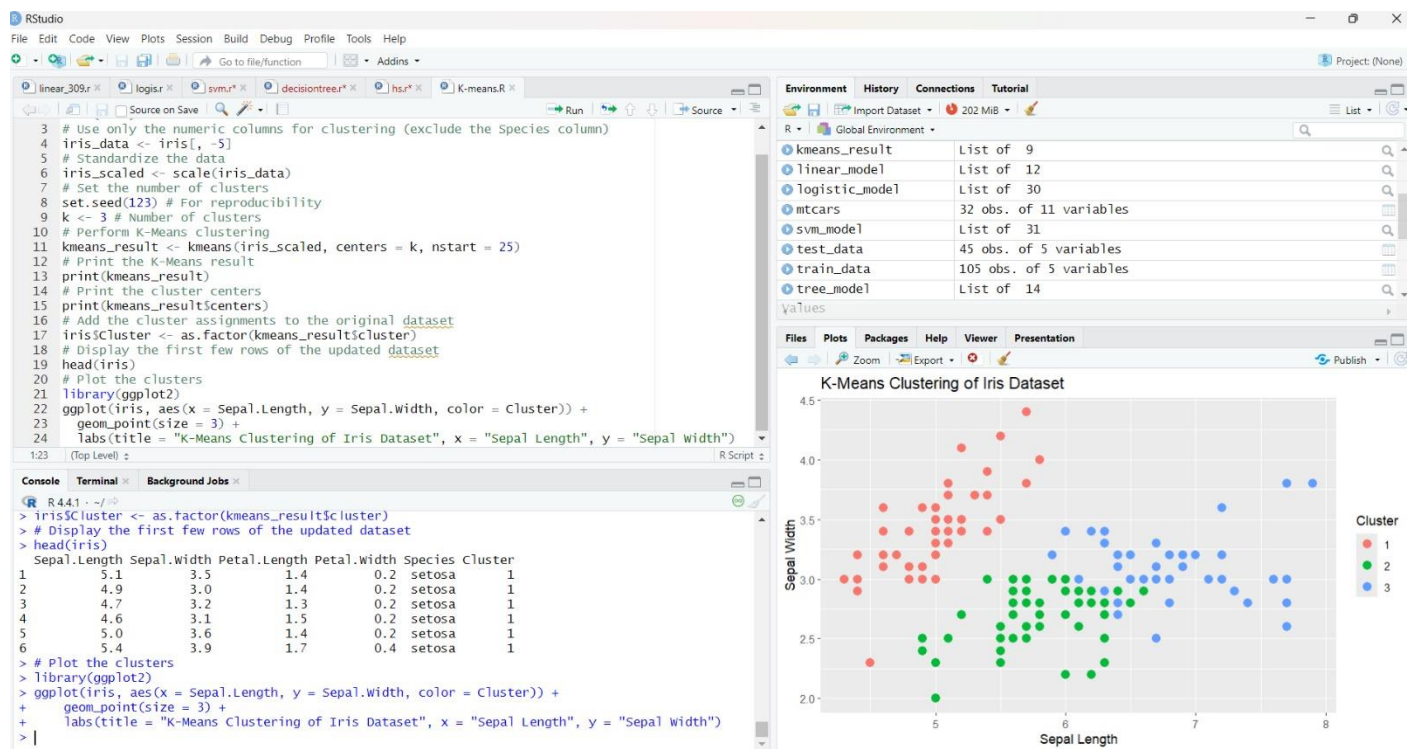 RStudio
File Edit Code View Plots Session Build Debug Profile Tools Help
Go to file/function Addins Project: (None)
linear_309.r logis.r svm.r* decisiontree.r* hs.r* K-means.R
Source on Save Run Source
3 # Use only the numeric columns for clustering (exclude the Species column)
4 iris_data <- iris[, -5]
5 # Standardize the data
6 iris_scaled <- scale(iris_data)
7 # Set the number of clusters
8 set.seed(123) # For reproducibility
9 k <- 3 # Number of clusters
10 # Perform K-Means clustering
11 kmeans_result <- kmeans(iris_scaled, centers = k, nstart = 25)
12 # Print the K-Means result
13 print(kmeans_result)
14 # Print the cluster centers
15 print(kmeans_result$centers)
16 # Add the cluster assignments to the original dataset
17 iris$Cluster <- as.factor(kmeans_result$cluster)
18 # Display the first few rows of the updated dataset
19 head(iris)
20 # Plot the clusters
21 library(ggplot2)
22 ggplot(iris, aes(x = Sepal.Length, y = Sepal.Width, color = Cluster)) +
23 geom_point(size = 3) +
24 labs(title = "K-Means Clustering of Iris Dataset", x = "Sepal Length", y = "Sepal Width")
1:23 (Top Level) R Script
Console Terminal Background Jobs
R 4.4.1 · ~/
> iris$Cluster <- as.factor(kmeans_result$cluster)
> # Display the first few rows of the updated dataset
> head(iris)
Sepal.Length Sepal.Width Petal.Length Petal.Width Species Cluster
1 5.1 3.5 1.4 0.2 setosa 1
2 4.9 3.0 1.4 0.2 setosa 1
3 4.7 3.2 1.3 0.2 setosa 1
4 4.6 3.1 1.5 0.2 setosa 1
5 5.0 3.6 1.4 0.2 setosa 1
6 5.4 3.9 1.7 0.4 setosa 1
> # Plot the clusters
> library(ggplot2)
> ggplot(iris, aes(x = Sepal.Length, y = Sepal.Width, color = Cluster)) +
+ geom_point(size = 3) +
+ labs(title = "K-Means Clustering of Iris Dataset", x = "Sepal Length", y = "Sepal Width")
>
Environment History Connections Tutorial
Import Dataset 202 MiB List
R Global Environment
kmeans_result List of 9
linear_model List of 12
logistic_model List of 30
mtcars 32 obs. of 11 variables
svm_model List of 31
test_data 45 obs. of 5 variables
train_data 105 obs. of 5 variables
tree_model List of 14
Values
Files Plots Packages Help Viewer Presentation
Zoom Export Publish
K-Means Clustering of Iris Dataset
4.5
4.0
3.5
3.0
2.5
2.0
Sepal Width
5 6 7 8
Sepal Length
Cluster
1
2
3